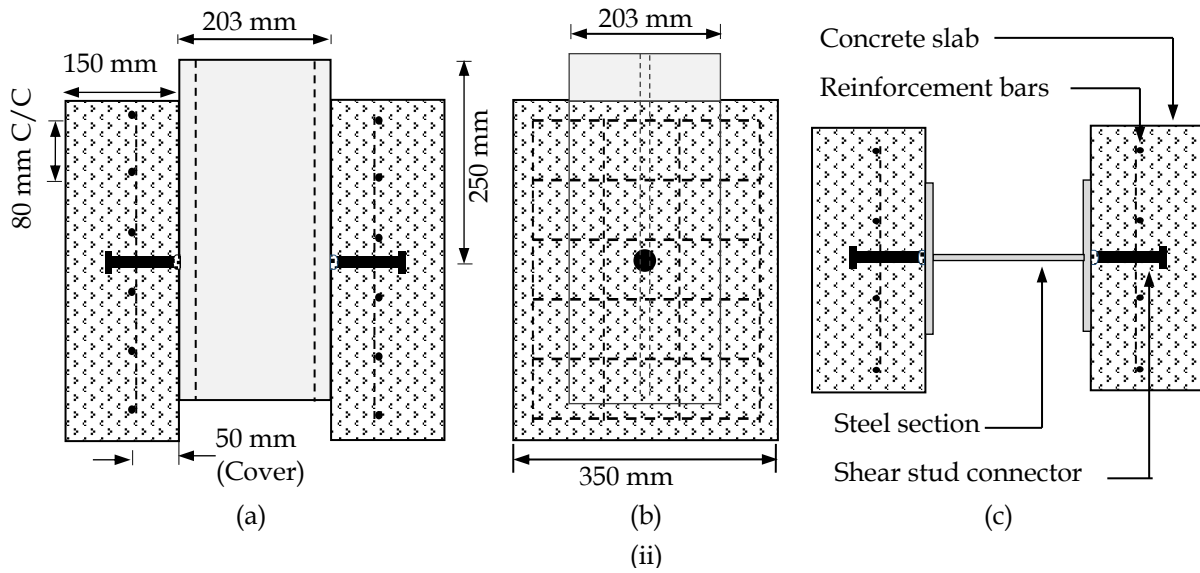 203 mm
150 mm
80 mm C/C
250 mm
50 mm
(Cover)
(a)
203 mm
350 mm
(b)
(ii)
Concrete slab
Reinforcement bars
Steel section
Shear stud connector
(c)